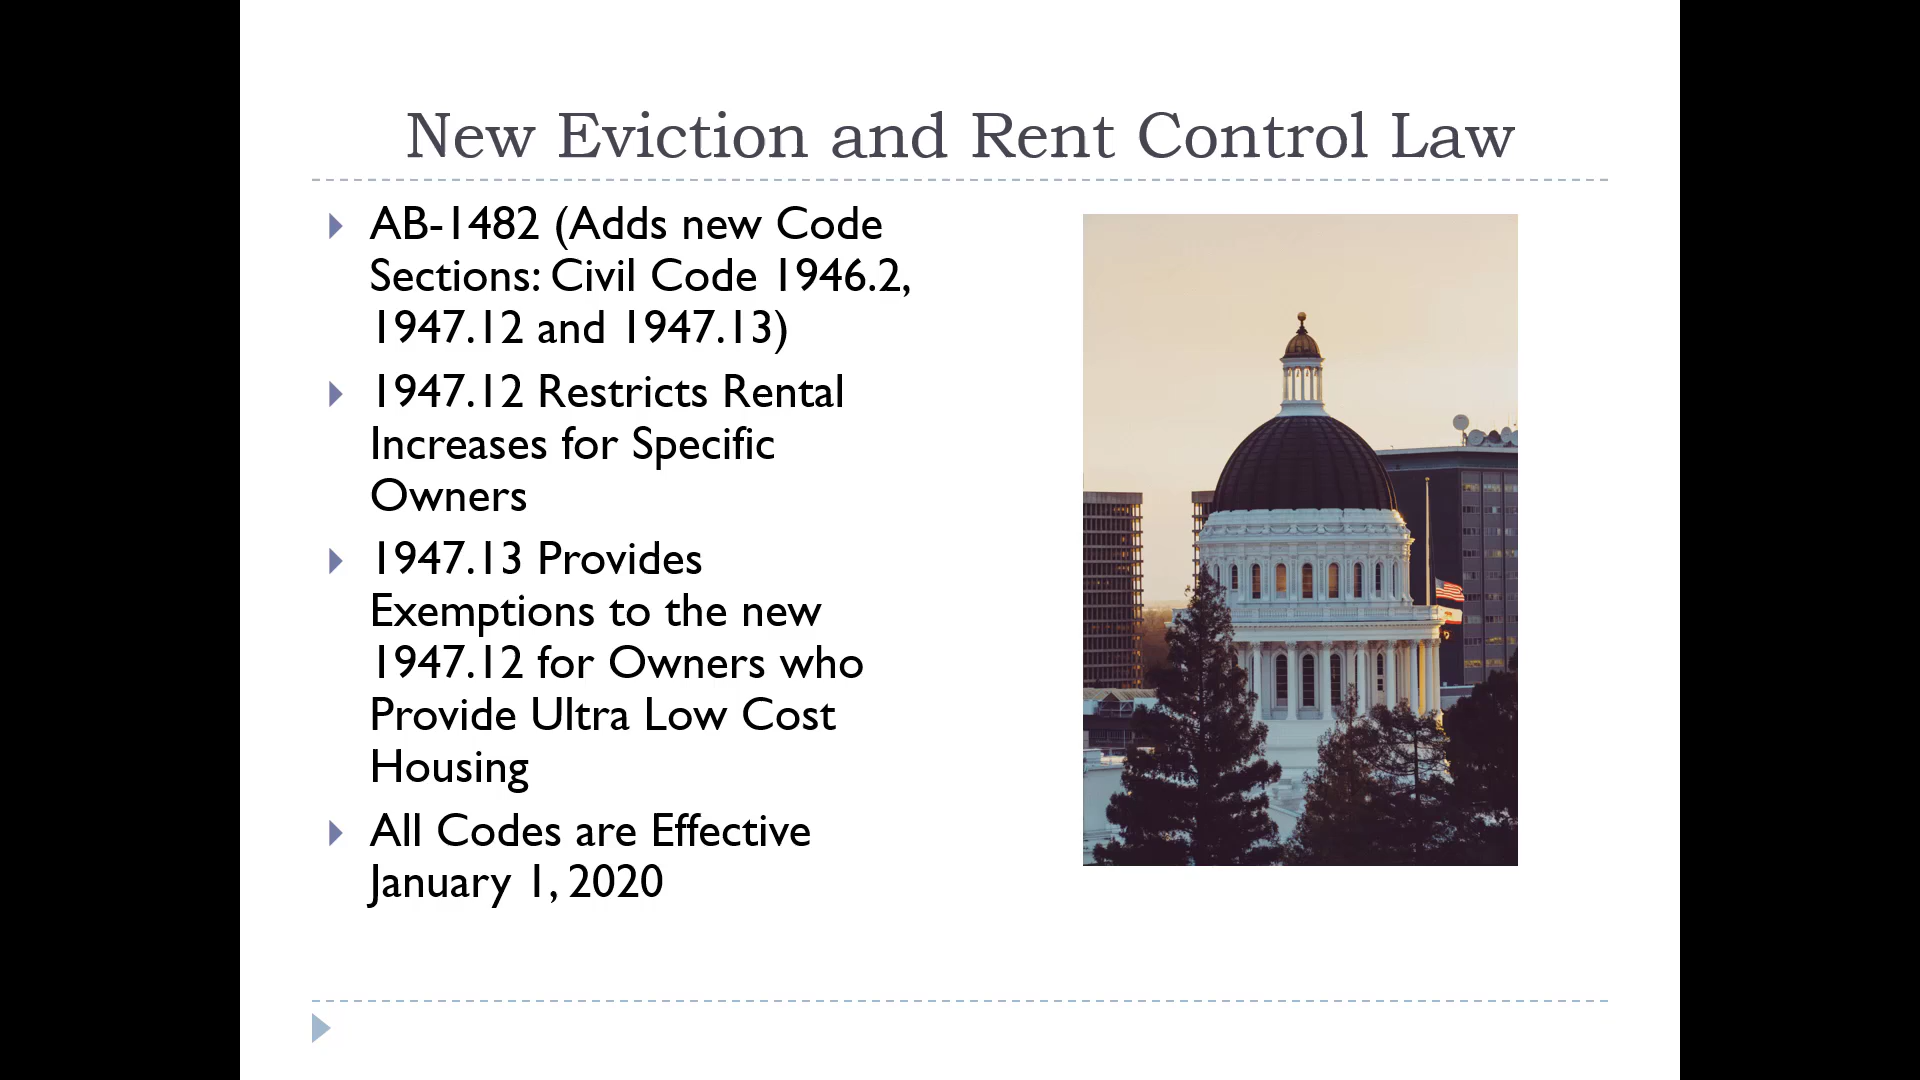 New Eviction and Rent Control Law
AB-1482 (Adds new Code
Sections: Civil Code 1946.2,
1947.12 and 1947.13)
1947.12 Restricts Rental
Increases for Specific
Owners
1947.13 Provides
Exemptions to the new
1947.12 for Owners who
Provide Ultra Low Cost
Housing
All Codes are Effective
January 1, 2020